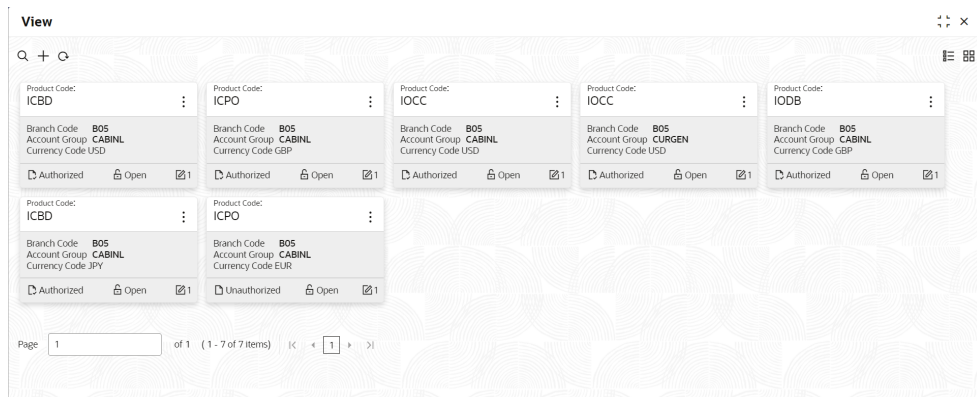 View
Product Code:
ICBD
Branch Code B05
Account Group CABINL
Currency Code USD
Authorized Open 1
Product Code:
ICPO
Branch Code B05
Account Group CABINL
Currency Code GBP
Authorized Open 1
Product Code:
IOCC
Branch Code B05
Account Group CABINL
Currency Code USD
Authorized Open 1
Product Code:
IOCC
Branch Code B05
Account Group CURGEN
Currency Code USD
Authorized Open 1
Product Code:
IODB
Branch Code B05
Account Group CABINL
Currency Code GBP
Authorized Open 1
Product Code:
ICBD
Branch Code B05
Account Group CABINL
Currency Code JPY
Authorized Open 1
Product Code:
ICPO
Branch Code B05
Account Group CABINL
Currency Code EUR
Unauthorized Open 1
Page 1 of 1 (1 - 7 of 7 items) 1